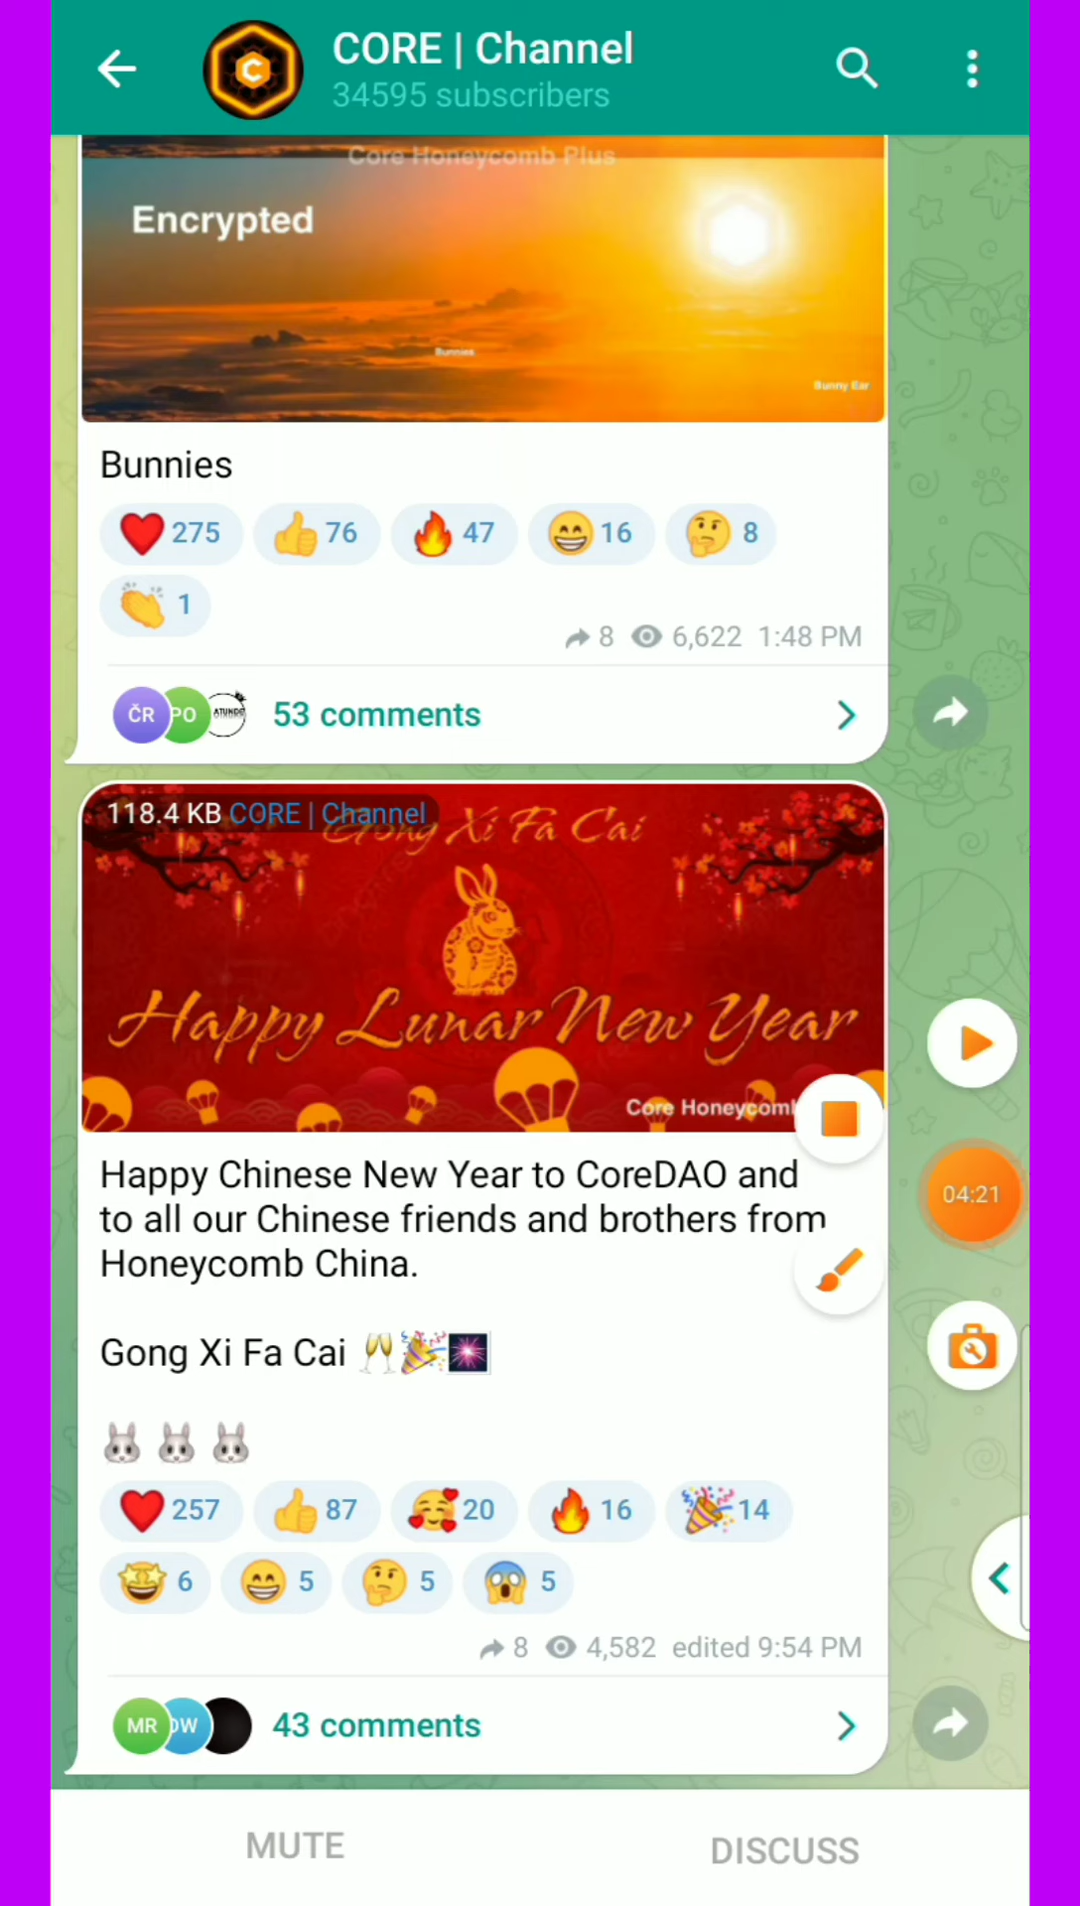 CORE | Channel
34595 subscribers
Core Honeycomb Plus
Encrypted
Bunnies
Bunny Ear
Bunnies
❤️ 275 👍 76 🔥 47 😁 16 🤔 8
👏 1
8 6,622 1:48 PM
ČR PO ATUNDE 53 comments
118.4 KB CORE | Channel
Gong Xi Fa Cai
Happy Lunar New Year
Core Honeycomb
Happy Chinese New Year to CoreDAO and
to all our Chinese friends and brothers from
Honeycomb China.
Gong Xi Fa Cai 🥂🎉🎆
🐰 🐰 🐰
❤️ 257 👍 87 🥰 20 🔥 16 🎉 14
🤩 6 😁 5 🤔 5 😱 5
8 4,582 edited 9:54 PM
MR OW 43 comments
04:21
MUTE DISCUSS